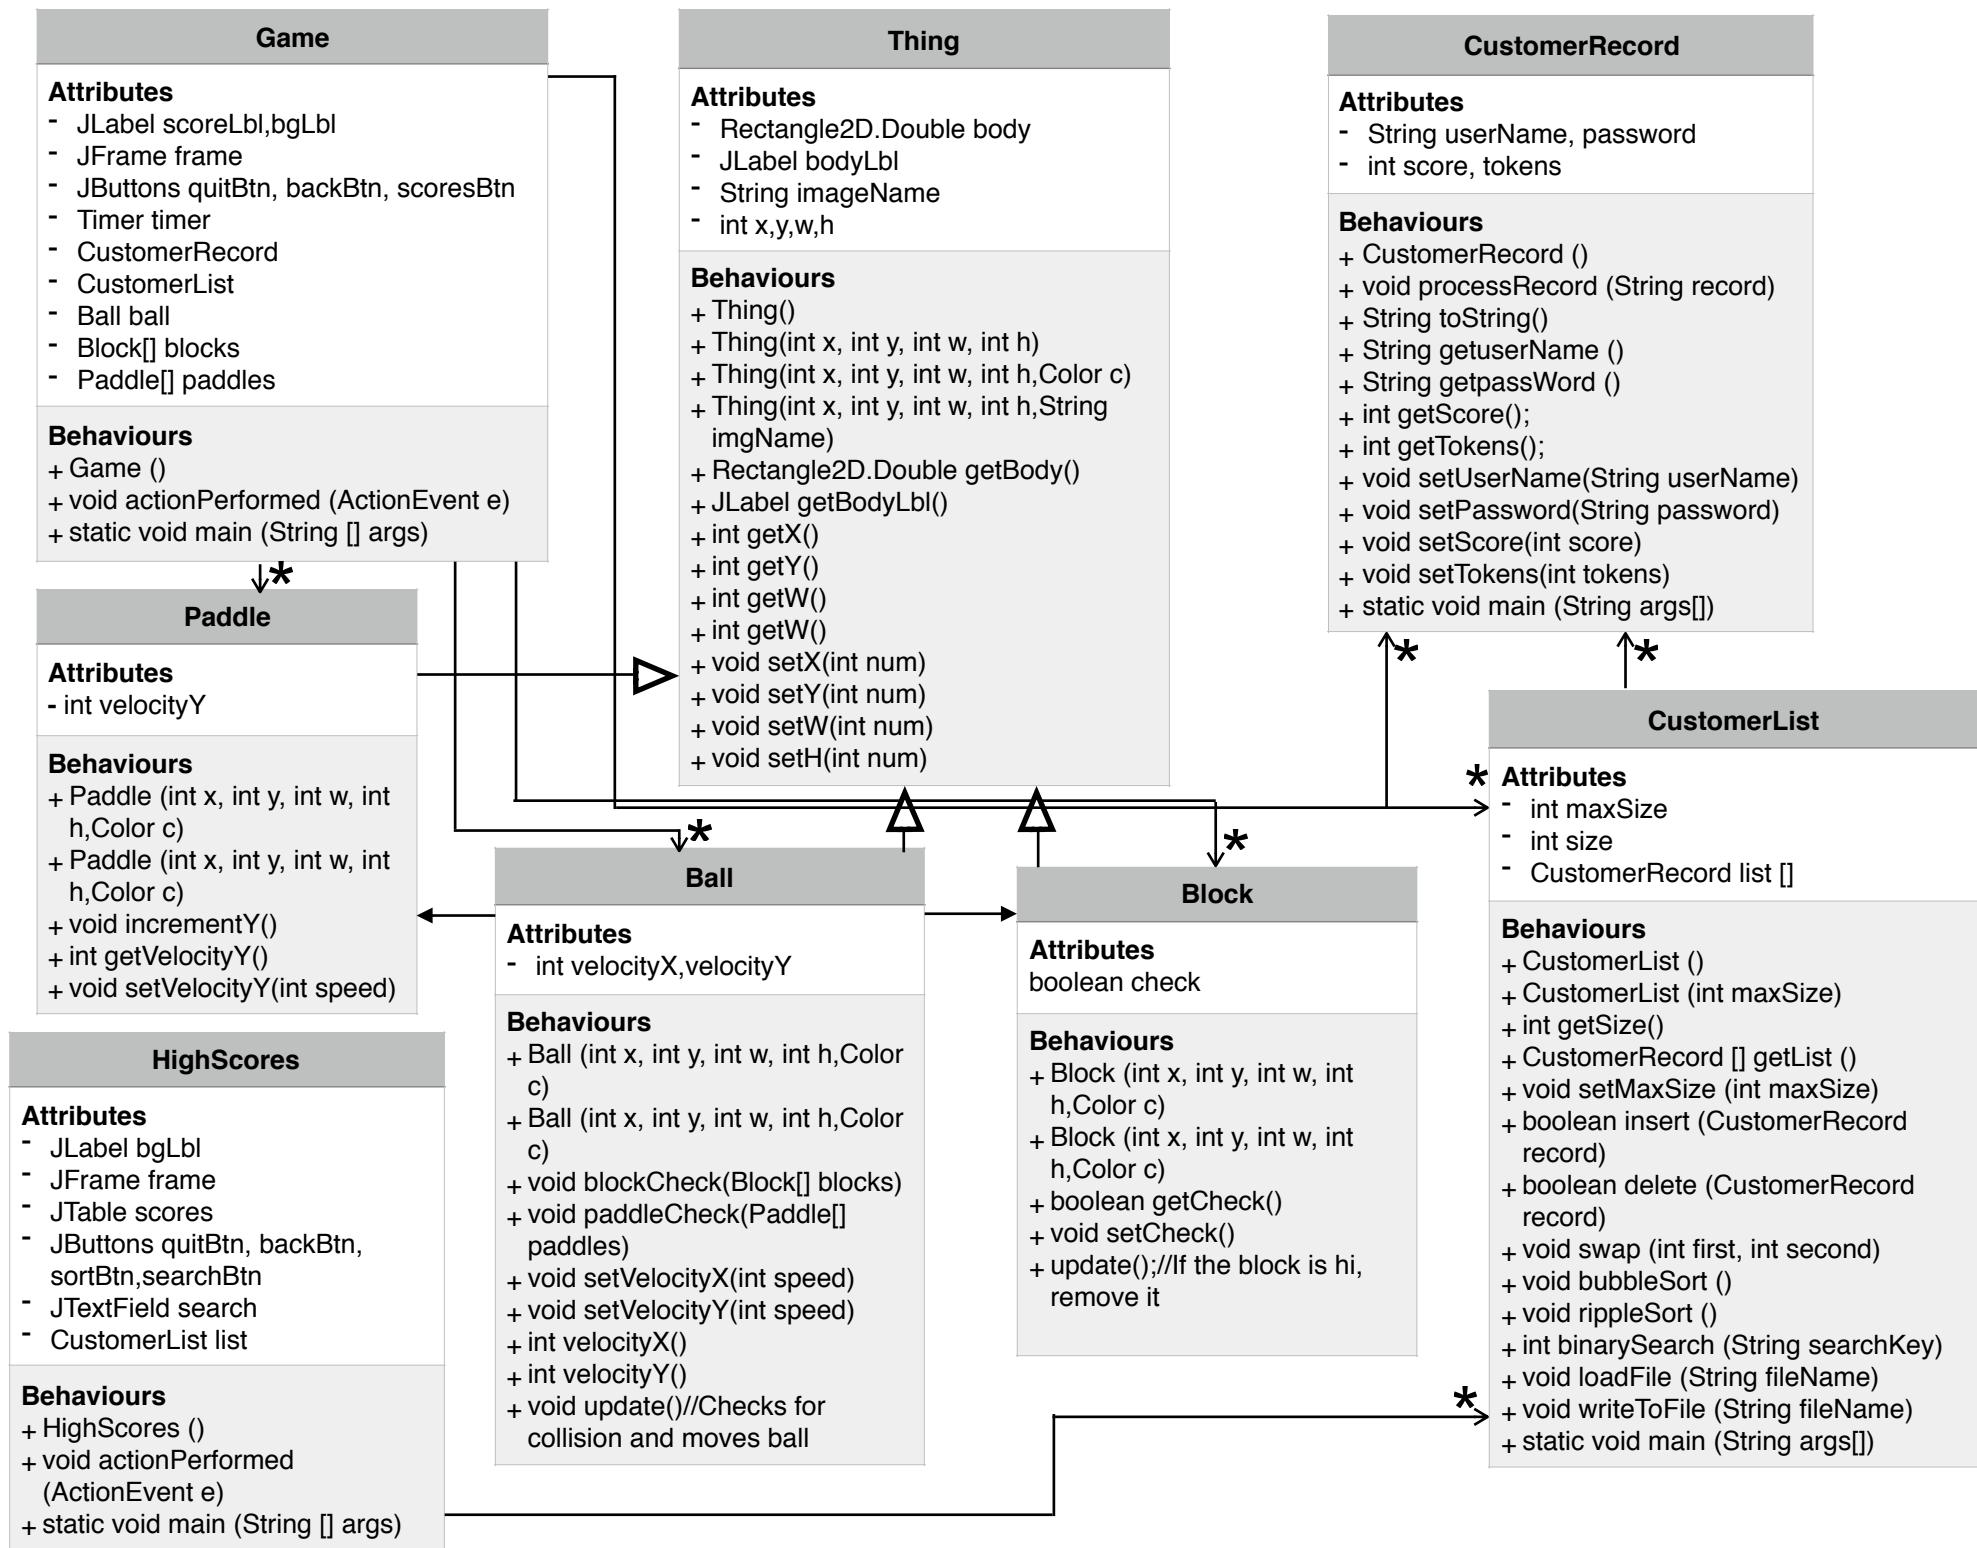 Game
Attributes
- JLabel scoreLbl,bgLbl
- JFrame frame
- JButtons quitBtn, backBtn, scoresBtn
- Timer timer
- CustomerRecord
- CustomerList
- Ball ball
- Block[] blocks
- Paddle[] paddles
Behaviours
+ Game ()
+ void actionPerformed (ActionEvent e)
+ static void main (String [] args)
*
Thing
Attributes
- Rectangle2D.Double body
- JLabel bodyLbl
- String imageName
- int x,y,w,h
Behaviours
+ Thing()
+ Thing(int x, int y, int w, int h)
+ Thing(int x, int y, int w, int h,Color c)
+ Thing(int x, int y, int w, int h,String
imgName)
+ Rectangle2D.Double getBody()
+ JLabel getBodyLbl()
+ int getX()
+ int getY()
+ int getW()
+ int getW()
+ void setX(int num)
+ void setY(int num)
+ void setW(int num)
+ void setH(int num)
CustomerRecord
Attributes
- String userName, password
- int score, tokens
Behaviours
+ CustomerRecord ()
+ void processRecord (String record)
+ String toString()
+ String getuserName ()
+ String getpassWord ()
+ int getScore();
+ int getTokens();
+ void setUserName(String userName)
+ void setPassword(String password)
+ void setScore(int score)
+ void setTokens(int tokens)
+ static void main (String args[])
*
*
Paddle
Attributes
- int velocityY
Behaviours
+ Paddle (int x, int y, int w, int
h,Color c)
+ Paddle (int x, int y, int w, int
h,Color c)
+ void incrementY()
+ int getVelocityY()
+ void setVelocityY(int speed)
*
Ball
Attributes
- int velocityX,velocityY
Behaviours
+ Ball (int x, int y, int w, int h,Color
c)
+ Ball (int x, int y, int w, int h,Color
c)
+ void blockCheck(Block[] blocks)
+ void paddleCheck(Paddle[]
paddles)
+ void setVelocityX(int speed)
+ void setVelocityY(int speed)
+ int velocityX()
+ int velocityY()
+ void update()//Checks for
collision and moves ball
*
Block
Attributes
boolean check
Behaviours
+ Block (int x, int y, int w, int
h,Color c)
+ Block (int x, int y, int w, int
h,Color c)
+ boolean getCheck()
+ void setCheck()
+ update();//If the block is hi,
remove it
*
CustomerList
Attributes
- int maxSize
- int size
- CustomerRecord list []
Behaviours
+ CustomerList ()
+ CustomerList (int maxSize)
+ int getSize()
+ CustomerRecord [] getList ()
+ void setMaxSize (int maxSize)
+ boolean insert (CustomerRecord
record)
+ boolean delete (CustomerRecord
record)
+ void swap (int first, int second)
+ void bubbleSort ()
+ void rippleSort ()
+ int binarySearch (String searchKey)
+ void loadFile (String fileName)
+ void writeToFile (String fileName)
+ static void main (String args[])
*
HighScores
Attributes
- JLabel bgLbl
- JFrame frame
- JTable scores
- JButtons quitBtn, backBtn,
sortBtn,searchBtn
- JTextField search
- CustomerList list
Behaviours
+ HighScores ()
+ void actionPerformed
(ActionEvent e)
+ static void main (String [] args)